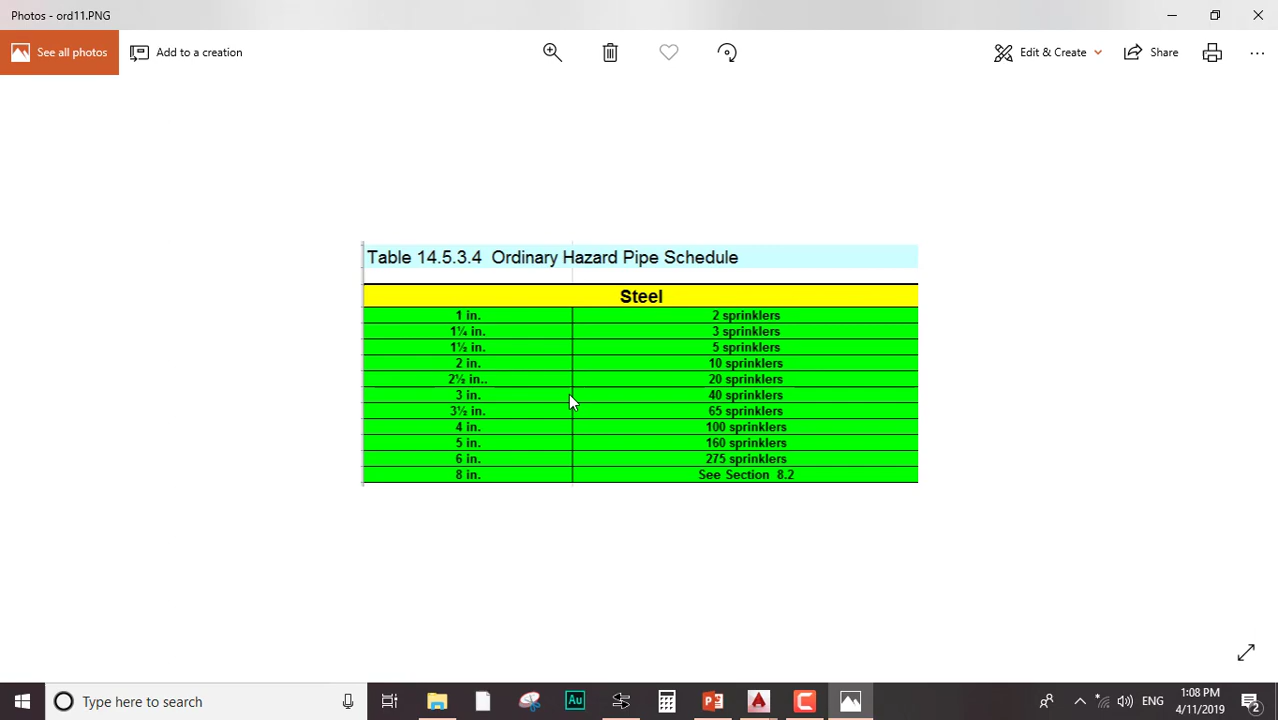 Photos - ord11.PNG
See all photos
Add to a creation
Edit & Create
Share
Table 14.5.3.4 Ordinary Hazard Pipe Schedule
Steel
1 in. 2 sprinklers
1¼ in. 3 sprinklers
1½ in. 5 sprinklers
2 in. 10 sprinklers
2½ in.. 20 sprinklers
3 in. 40 sprinklers
3½ in. 65 sprinklers
4 in. 100 sprinklers
5 in. 160 sprinklers
6 in. 275 sprinklers
8 in. See Section 8.2
Type here to search
Au
ENG
1:08 PM
4/11/2019
2